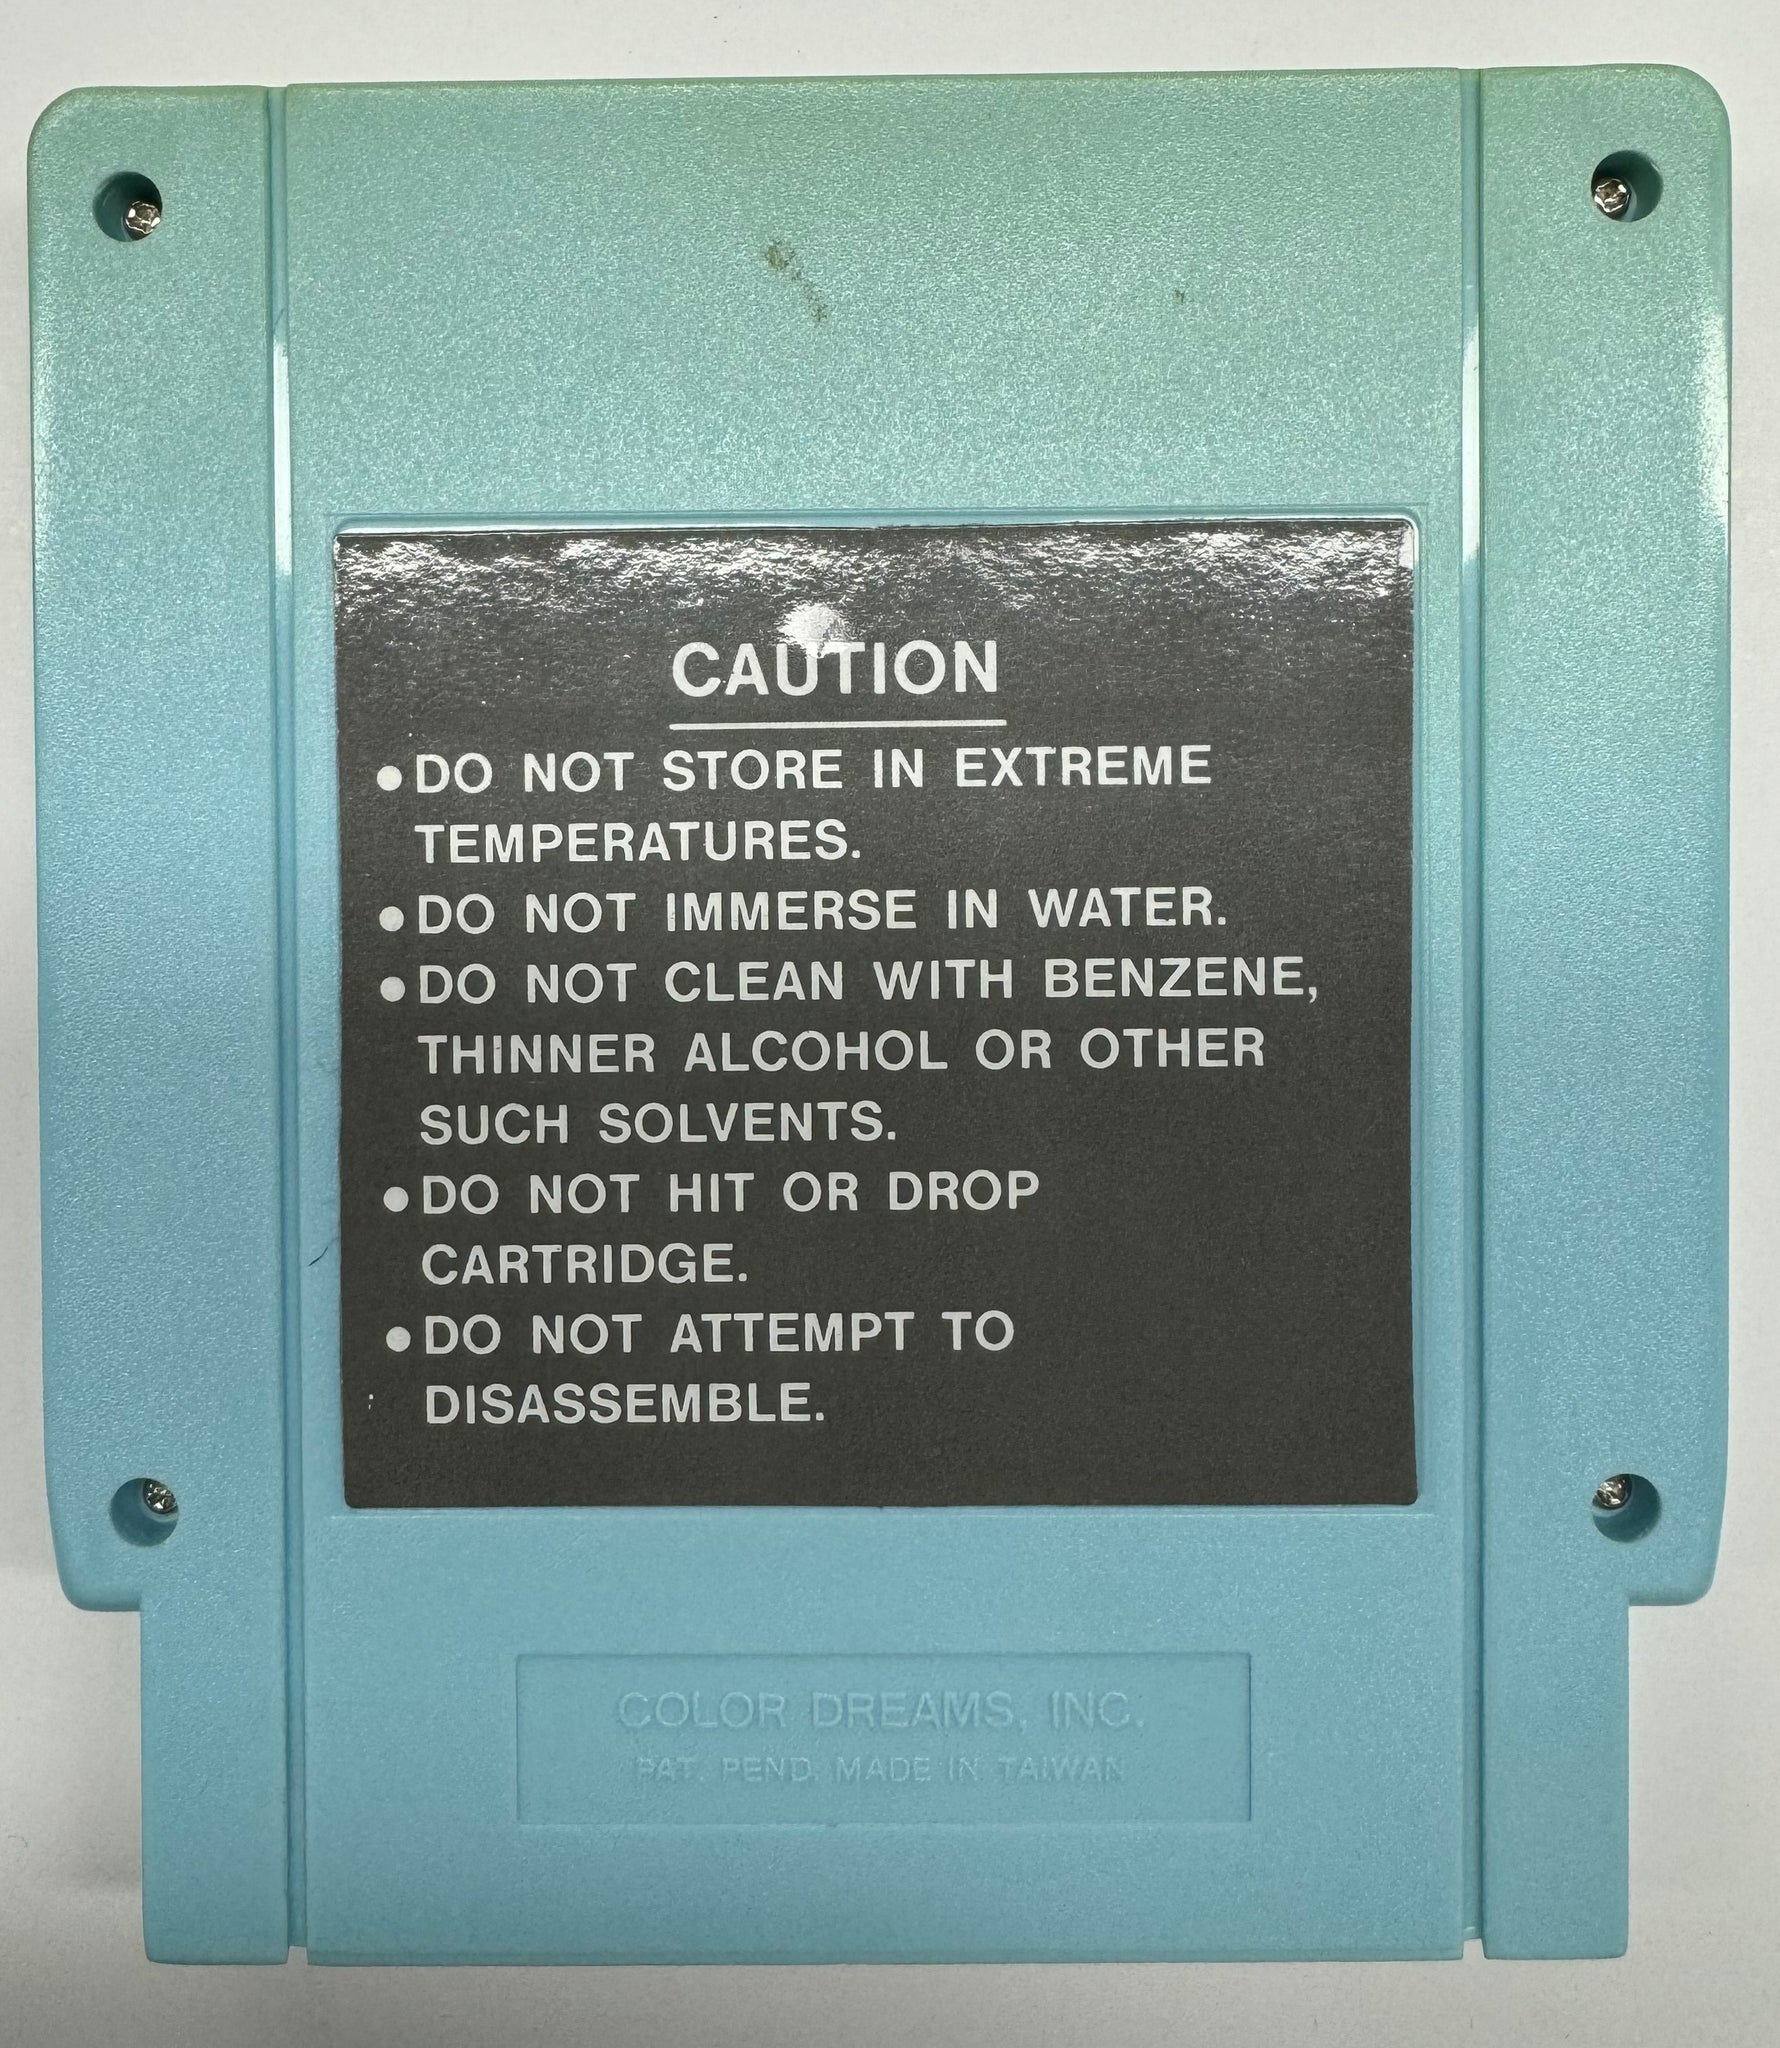 CAUTION
●DO NOT STORE IN EXTREME
TEMPERATURES.
●DO NOT IMMERSE IN WATER.
●DO NOT CLEAN WITH BENZENE,
THINNER ALCOHOL OR OTHER
SUCH SOLVENTS.
●DO NOT HIT OR DROP
CARTRIDGE.
●DO NOT ATTEMPT TO
DISASSEMBLE.
COLOR DREAMS, INC.
PAT. PEND. MADE IN TAIWAN